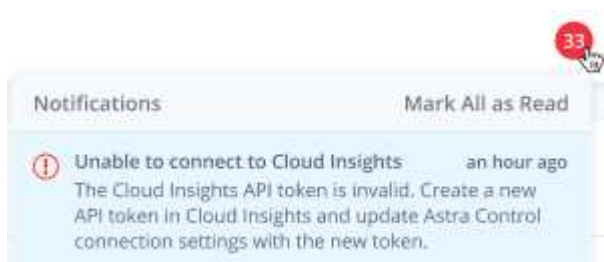 33
Notifications Mark All as Read
Unable to connect to Cloud Insights an hour ago
The Cloud Insights API token is invalid. Create a new
API token in Cloud Insights and update Astra Control
connection settings with the new token.